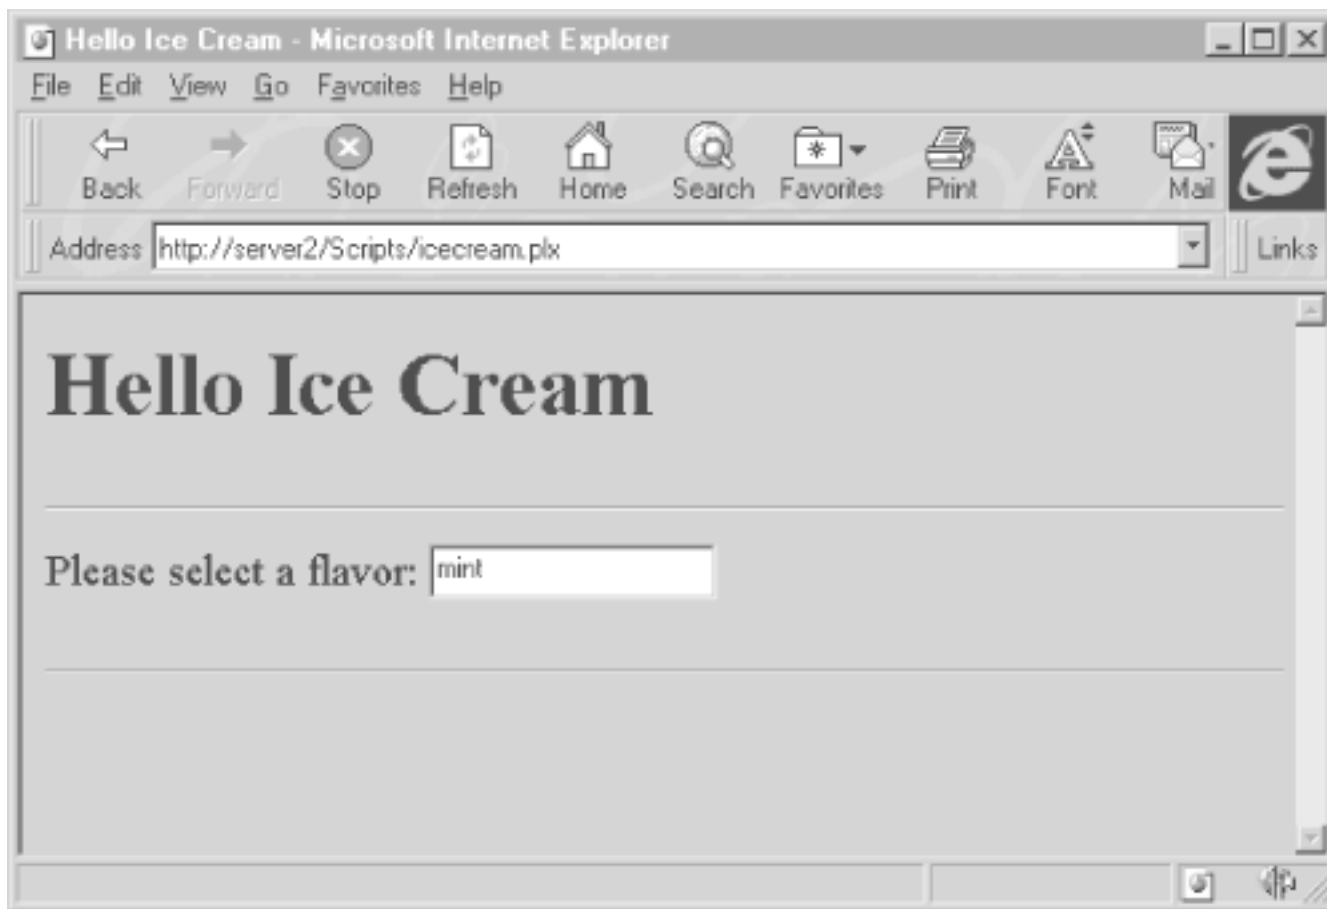 Hello Ice Cream - Microsoft Internet Explorer
File Edit View Go Favorites Help
Back Forward Stop Refresh Home Search Favorites Print Font Mail
Address http://server2/Scripts/icecream.plx Links
Hello Ice Cream
Please select a flavor: mint